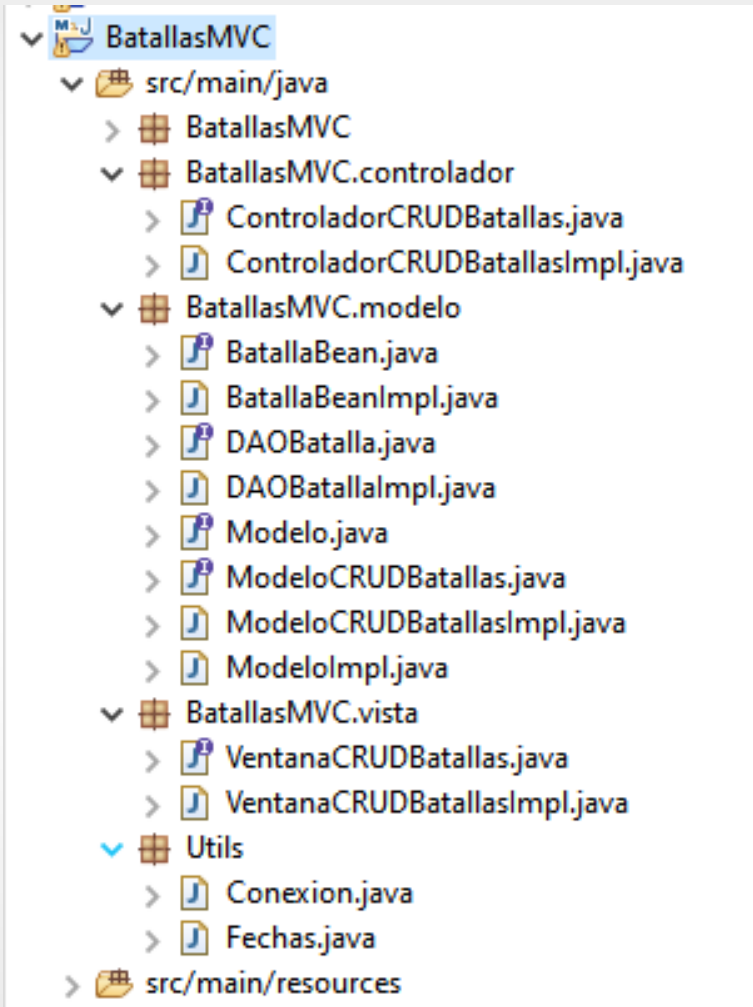 BatallasMVC
src/main/java
BatallasMVC
BatallasMVC.controlador
ControladorCRUDBatallas.java
ControladorCRUDBatallasImpl.java
BatallasMVC.modelo
BatallaBean.java
BatallaBeanImpl.java
DAOBatalla.java
DAOBatallaImpl.java
Modelo.java
ModeloCRUDBatallas.java
ModeloCRUDBatallasImpl.java
ModeloImpl.java
BatallasMVC.vista
VentanaCRUDBatallas.java
VentanaCRUDBatallasImpl.java
Utils
Conexion.java
Fechas.java
src/main/resources